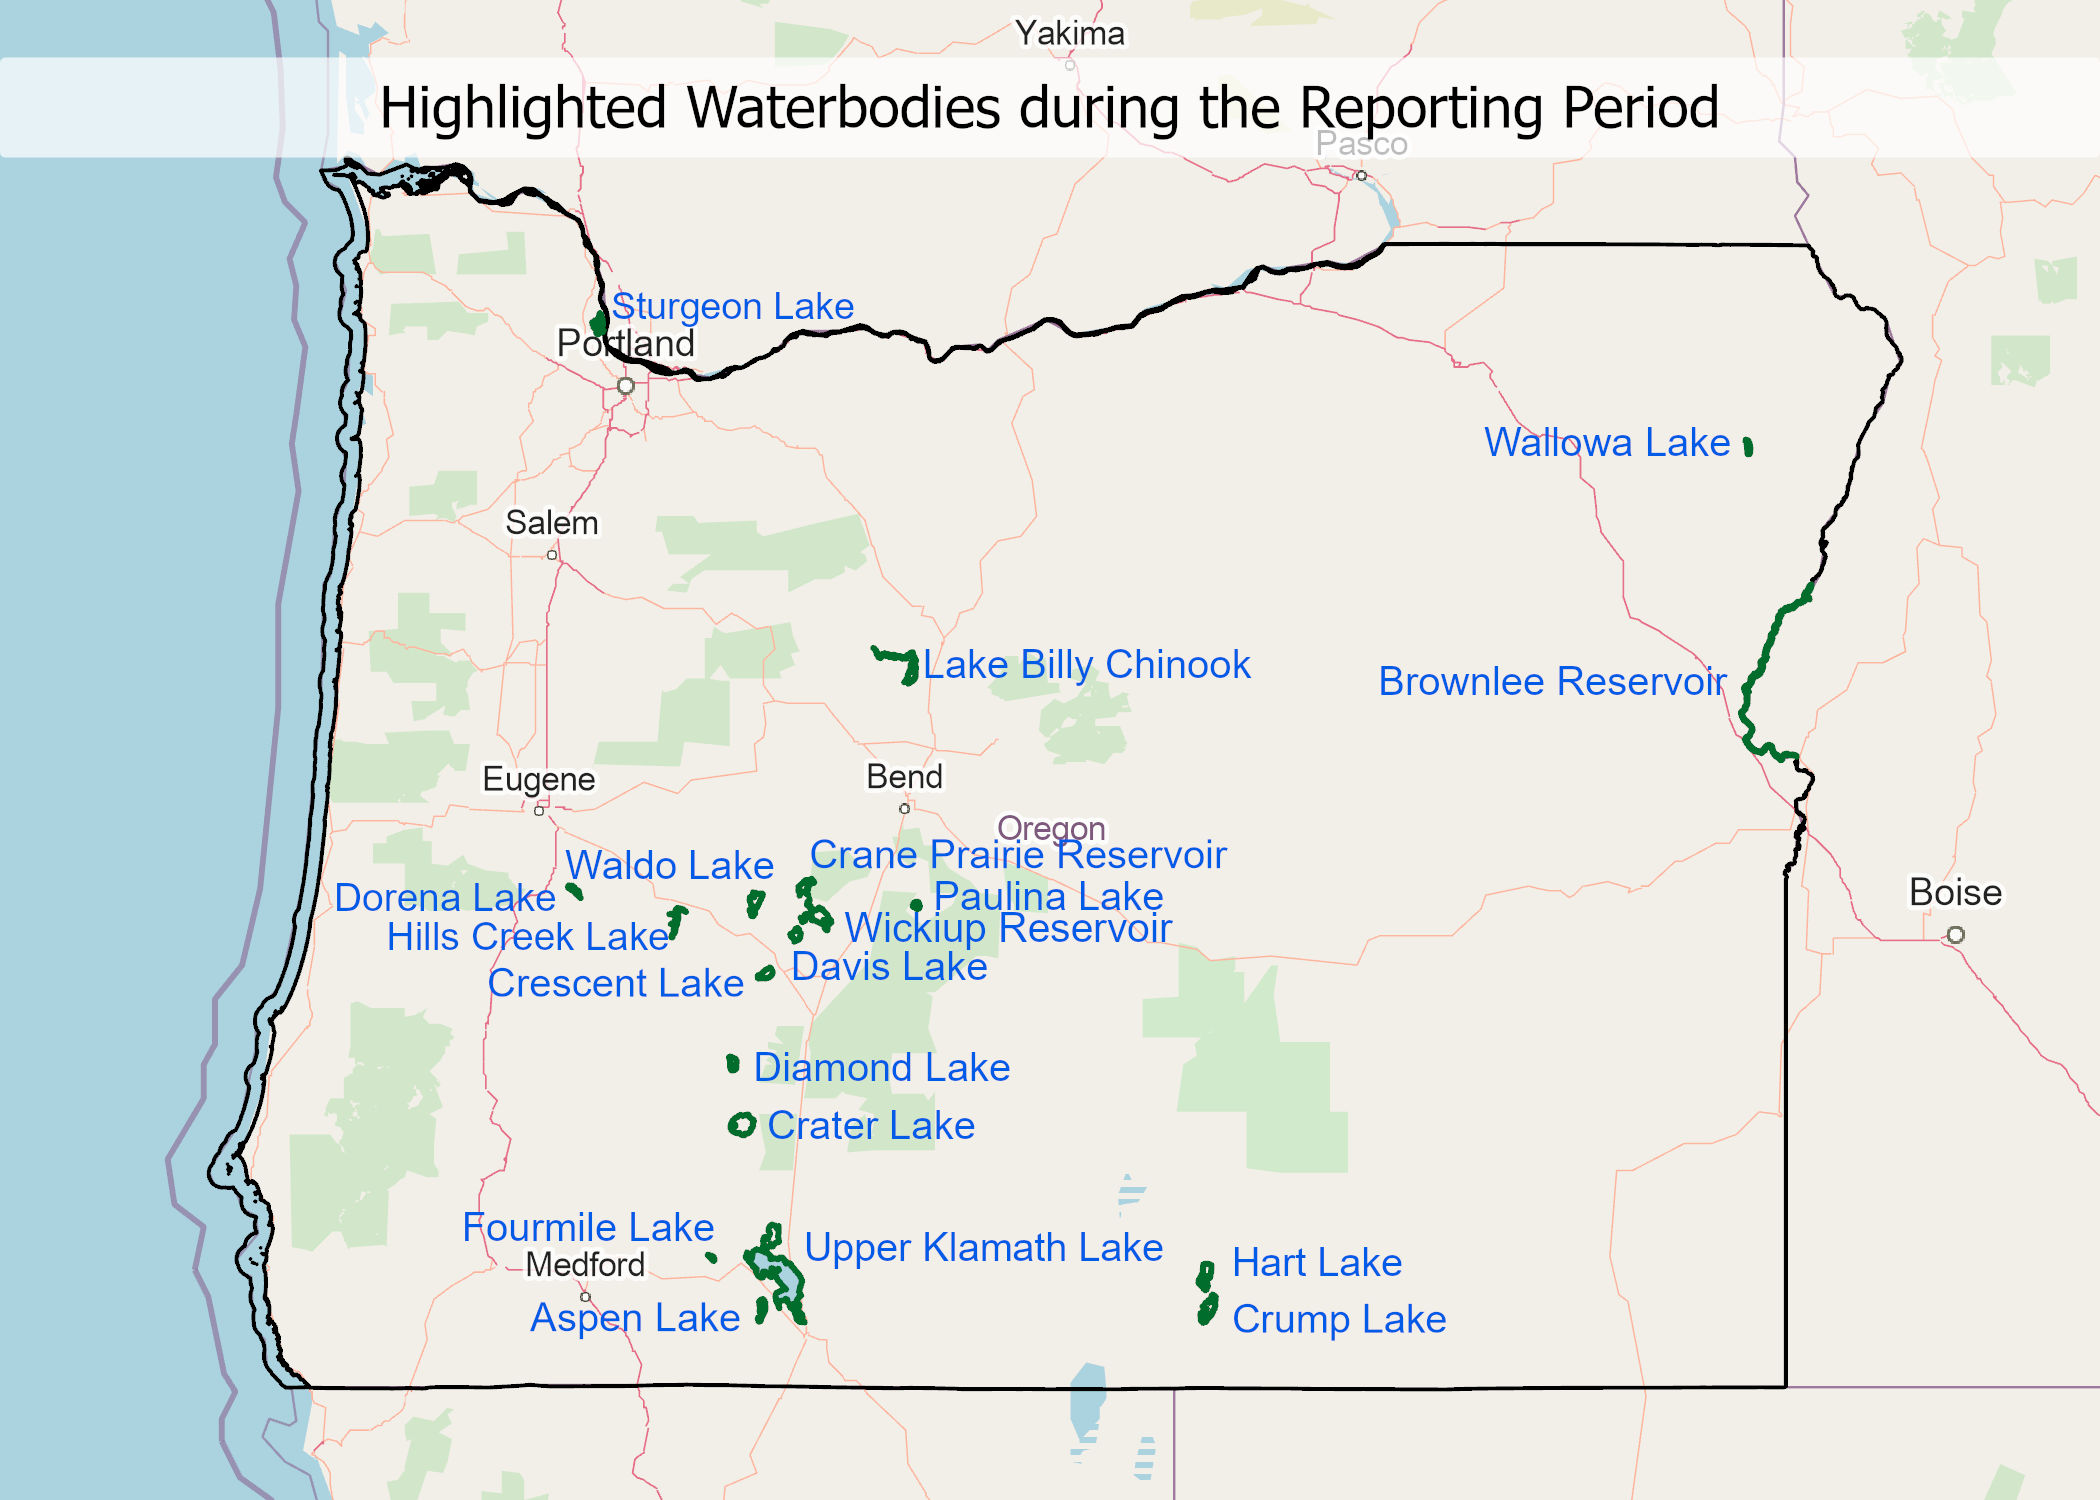 Yakima
Highlighted Waterbodies during the Reporting Period
Pasco
Sturgeon Lake
Portland
Wallowa Lake
Salem
Lake Billy Chinook
Brownlee Reservoir
Eugene
Bend
Oregon
Crane Prairie Reservoir
Waldo Lake
Boise
Dorena Lake
Paulina Lake
Wickiup Reservoir
Hills Creek Lake
Davis Lake
Crescent Lake
Diamond Lake
Crater Lake
Fourmile Lake
Upper Klamath Lake
Medford
Hart Lake
Aspen Lake
Crump Lake